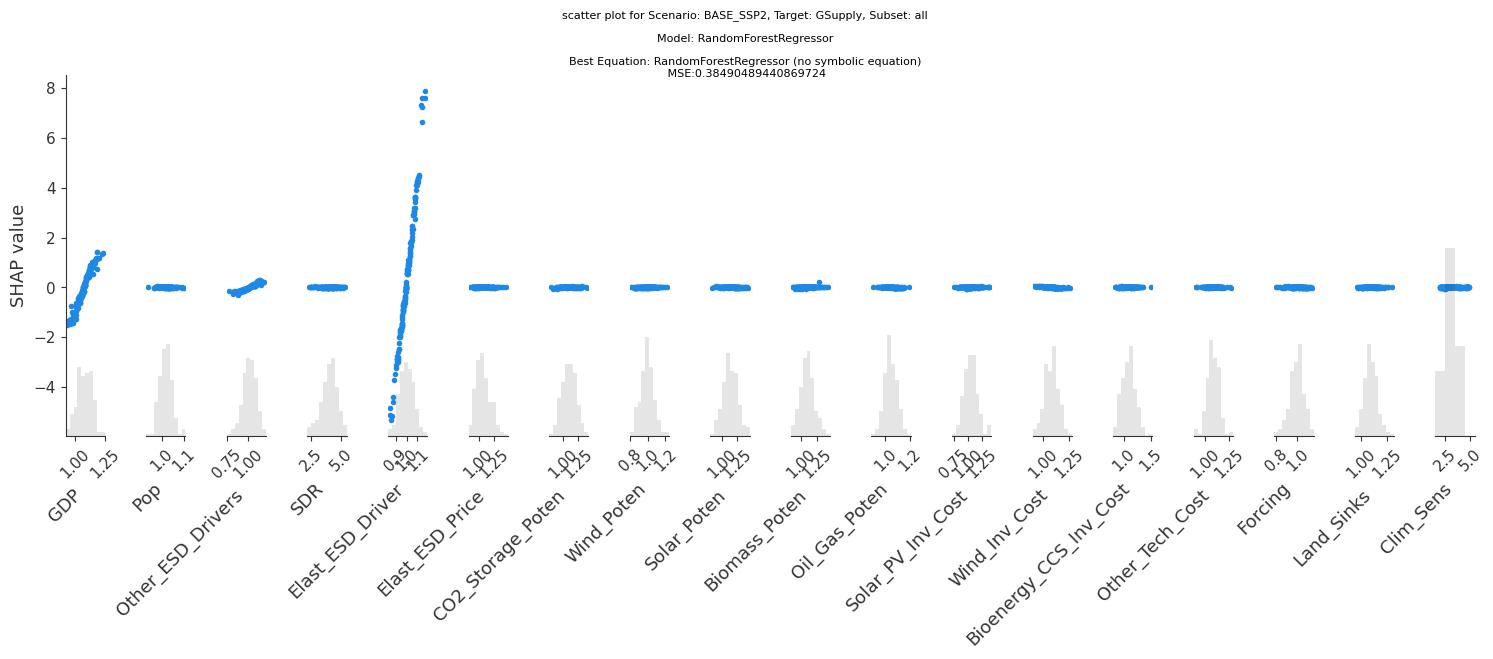 scatter plot for Scenario: BASE_SSP2, Target: GSupply, Subset: all
Model: RandomForestRegressor
Best Equation: RandomForestRegressor (no symbolic equation)
MSE:0.38490489440869724
SHAP value
8
6
4
2
0
−2
−4
1.00 1.25
1.0 1.1
0.75 1.00
2.5 5.0
0.9 1.0 1.1
1.00 1.25
1.00 1.25
0.8 1.0 1.2
1.00 1.25
1.00 1.25
1.0 1.2
0.75 1.00 1.25
1.00 1.25
1.0 1.5
1.00 1.25
0.8 1.0
1.00 1.25
2.5 5.0
GDP
Pop
Other_ESD_Drivers
SDR
Elast_ESD_Driver
Elast_ESD_Price
CO2_Storage_Poten
Wind_Poten
Solar_Poten
Biomass_Poten
Oil_Gas_Poten
Solar_PV_Inv_Cost
Wind_Inv_Cost
Bioenergy_CCS_Inv_Cost
Other_Tech_Cost
Forcing
Land_Sinks
Clim_Sens